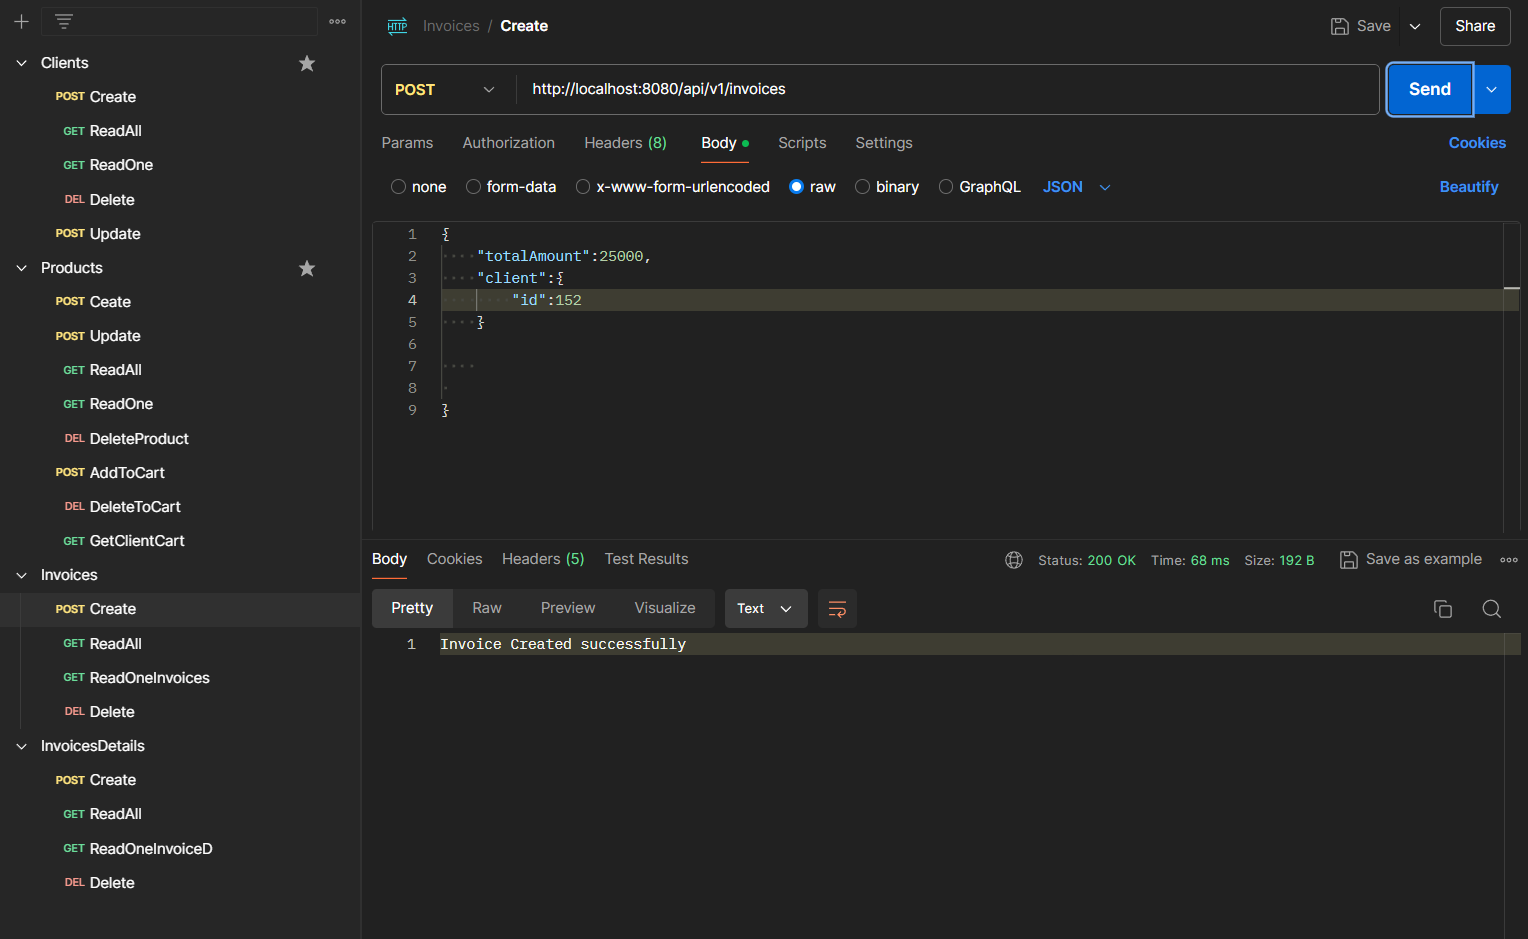 Clients
POST Create
GET ReadAll
GET ReadOne
DEL Delete
POST Update
Products
POST Ceate
POST Update
GET ReadAll
GET ReadOne
DEL DeleteProduct
POST AddToCart
DEL DeleteToCart
GET GetClientCart
Invoices
POST Create
GET ReadAll
GET ReadOneInvoices
DEL Delete
InvoicesDetails
POST Create
GET ReadAll
GET ReadOneInvoiceD
DEL Delete
HTTP Invoices / Create
Save
Share
POST http://localhost:8080/api/v1/invoices
Send
Params Authorization Headers (8) Body Scripts Settings
Cookies
none form-data x-www-form-urlencoded raw binary GraphQL JSON
Beautify
1 {
2 "totalAmount":25000,
3 "client":{
4 "id":152
5 }
6
7
8
9 }
Body Cookies Headers (5) Test Results
Status: 200 OK Time: 68 ms Size: 192 B Save as example
Pretty Raw Preview Visualize Text
1 Invoice Created successfully